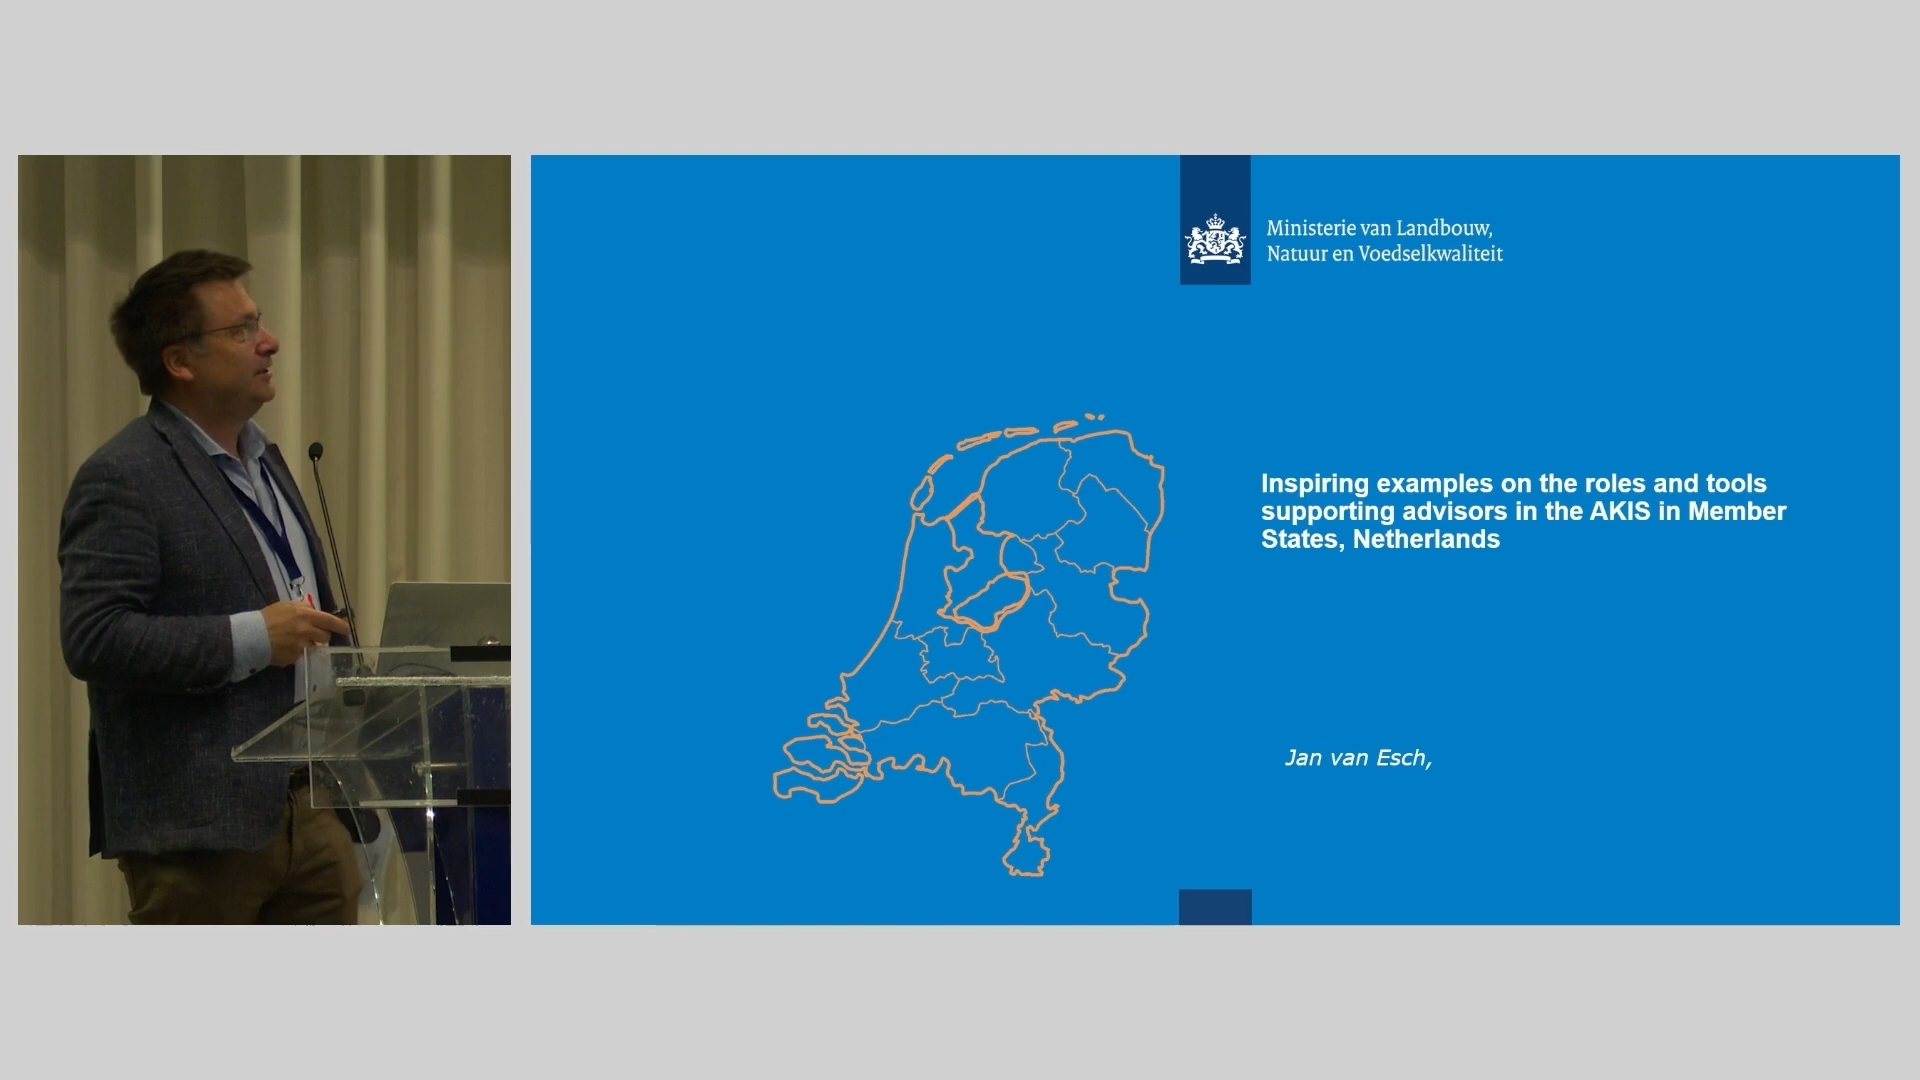 Ministerie van Landbouw,
Natuur en Voedselkwaliteit
Inspiring examples on the roles and tools
supporting advisors in the AKIS in Member
States, Netherlands
Jan van Esch,